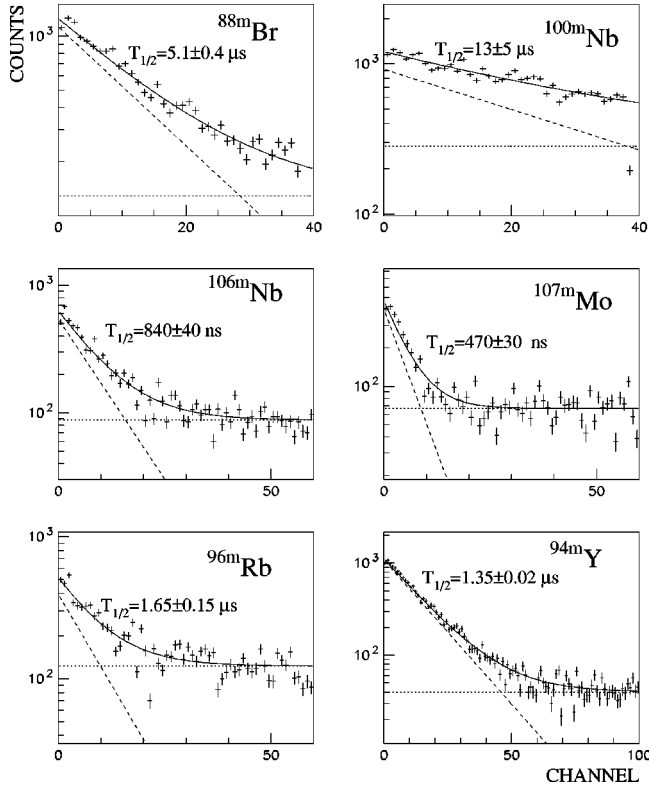 COUNTS
88mBr
T1/2=5.1±0.4 μs
10³
0 20 40
100mNb
T1/2=13±5 μs
10³
10²
0 20 40
106mNb
T1/2=840±40 ns
10³
10²
0 50
107mMo
T1/2=470±30 ns
10²
0 50
96mRb
T1/2=1.65±0.15 μs
10³
10²
0 20 40
94mY
T1/2=1.35±0.02 μs
10³
10²
0 50 100
CHANNEL